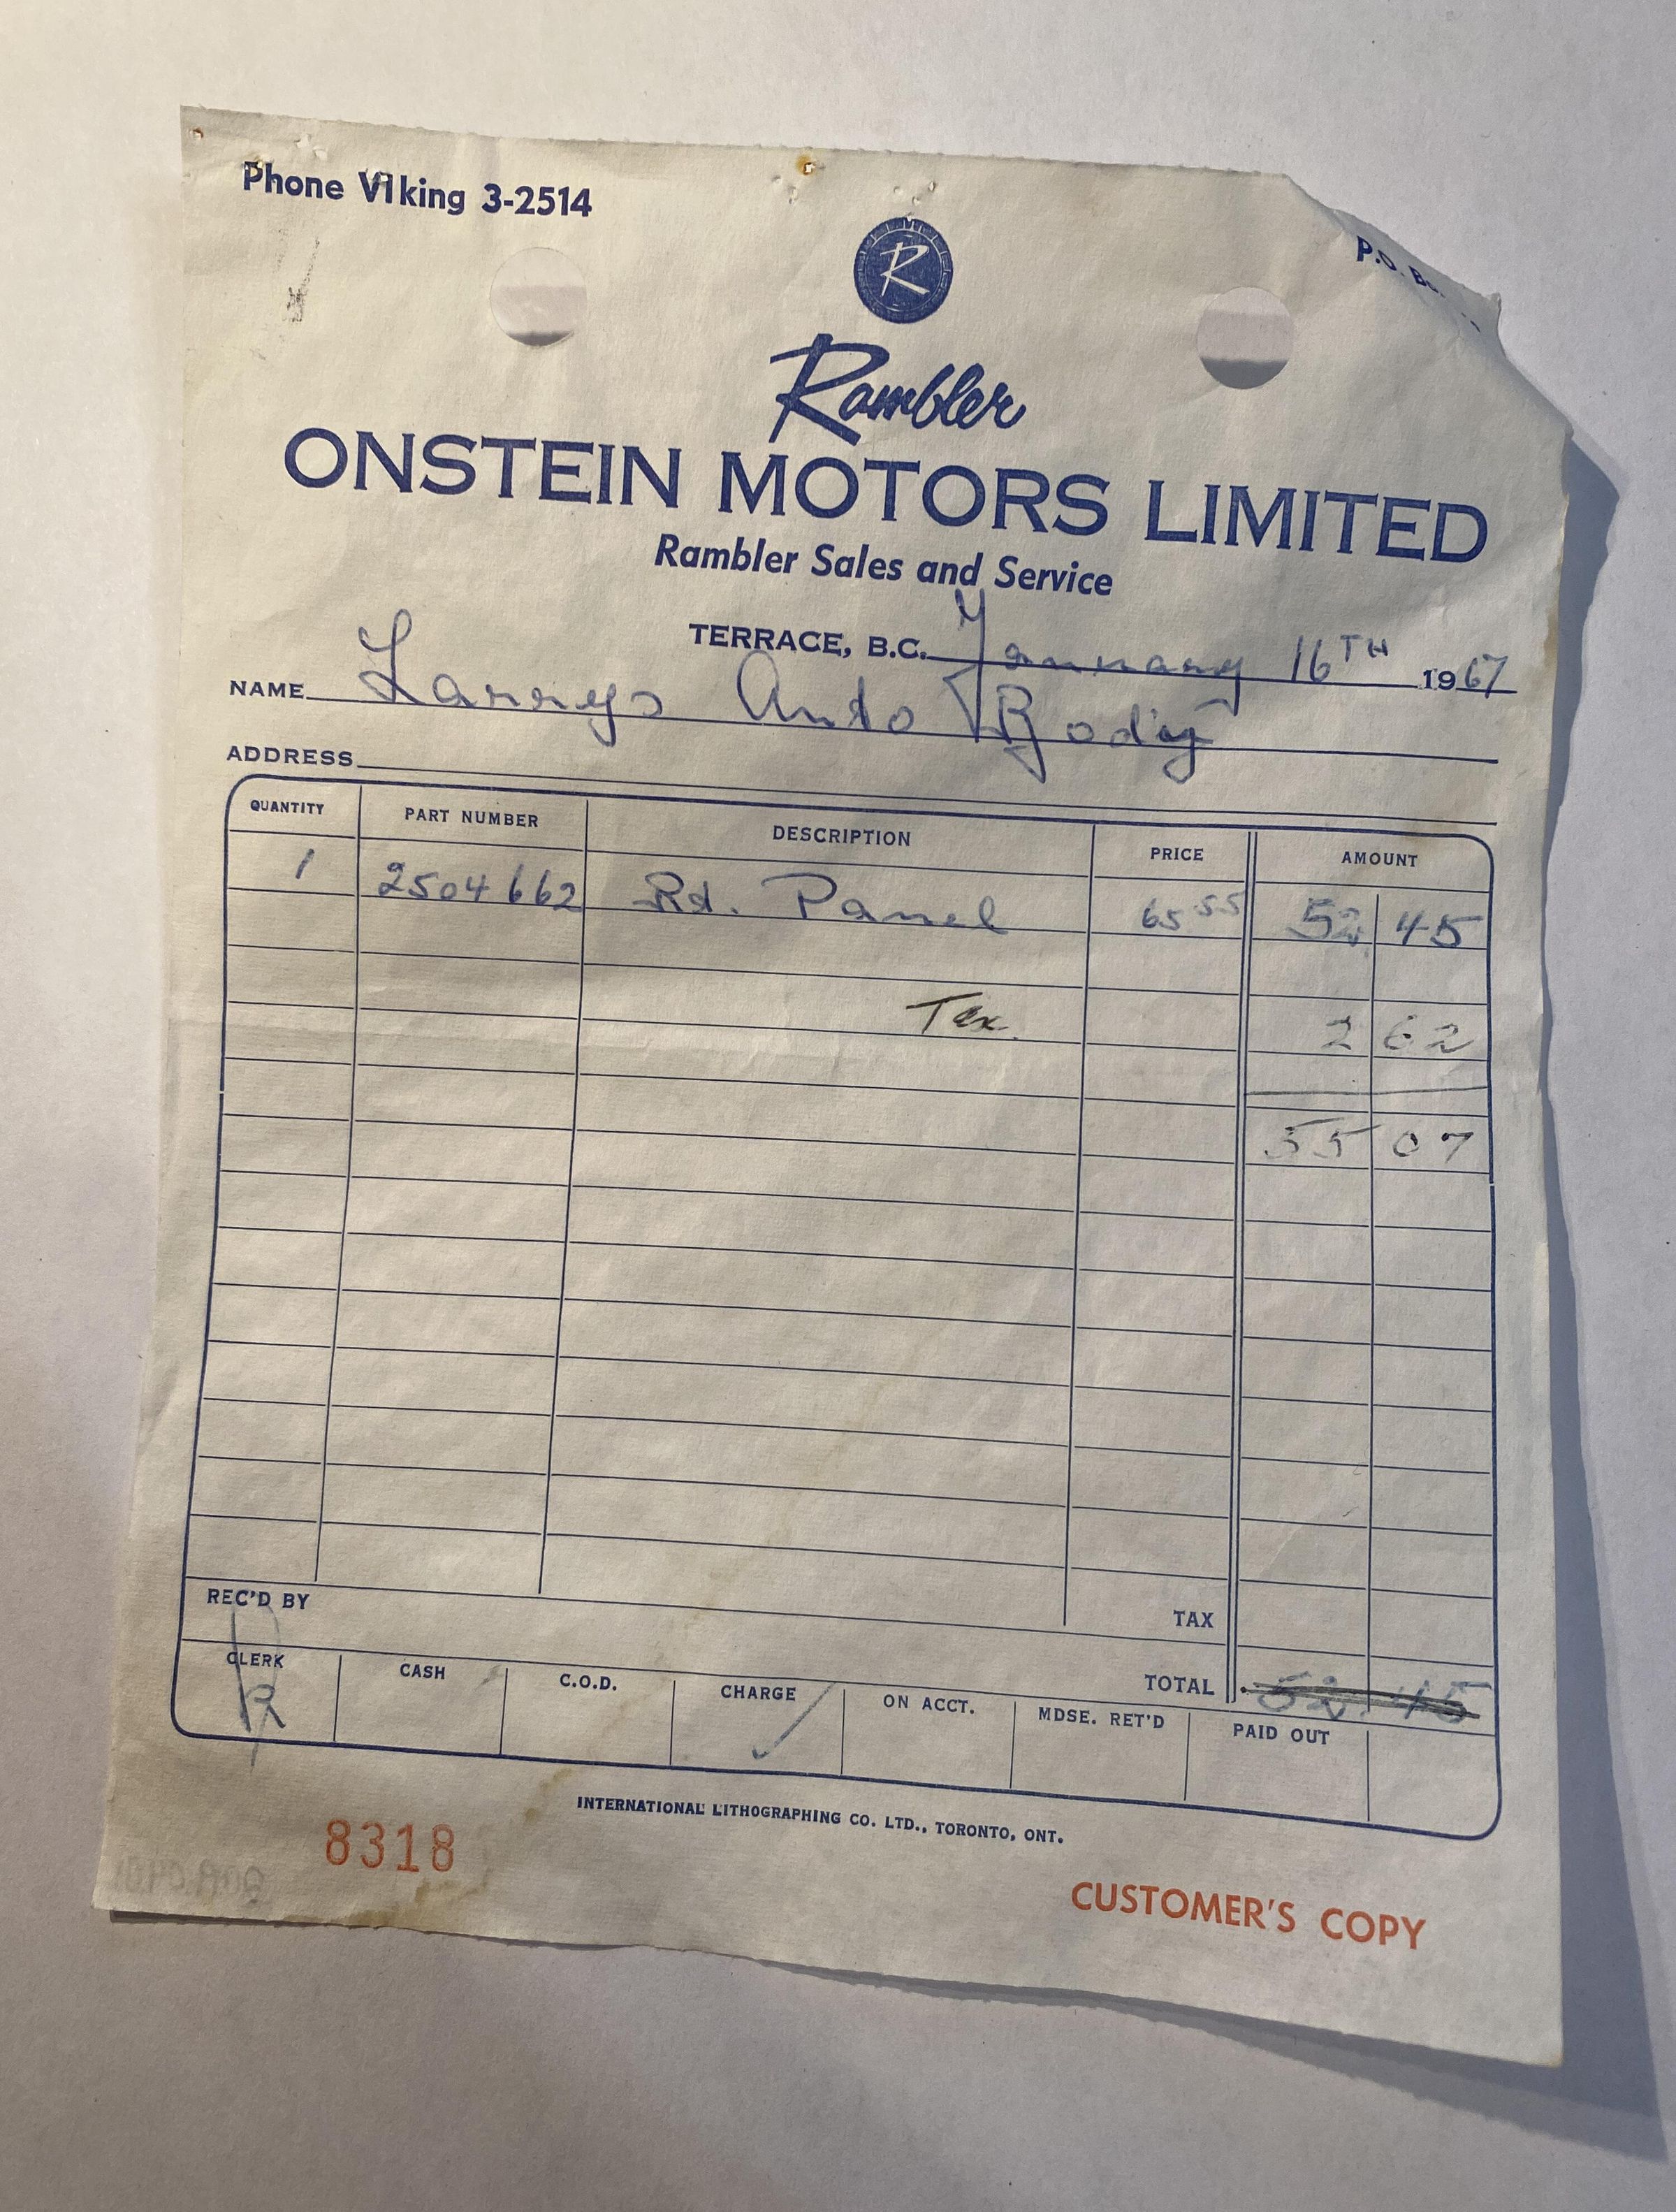 Phone VIking 3-2514
P.O. Bo
R
Rambler
ONSTEIN MOTORS LIMITED
Rambler Sales and Service
TERRACE, B.C. January 16TH 1967
NAME Larrys Auto Body
ADDRESS
QUANTITY PART NUMBER DESCRIPTION PRICE AMOUNT
1 2504662 Rd. Panel 65 55 52 45
Tax. 2 62
55 07
REC'D BY TAX
TOTAL 52 45
CLERK CASH C.O.D. CHARGE ON ACCT. MDSE. RET'D PAID OUT
R ✓
INTERNATIONAL LITHOGRAPHING CO. LTD., TORONTO, ONT.
8318
CUSTOMER'S COPY